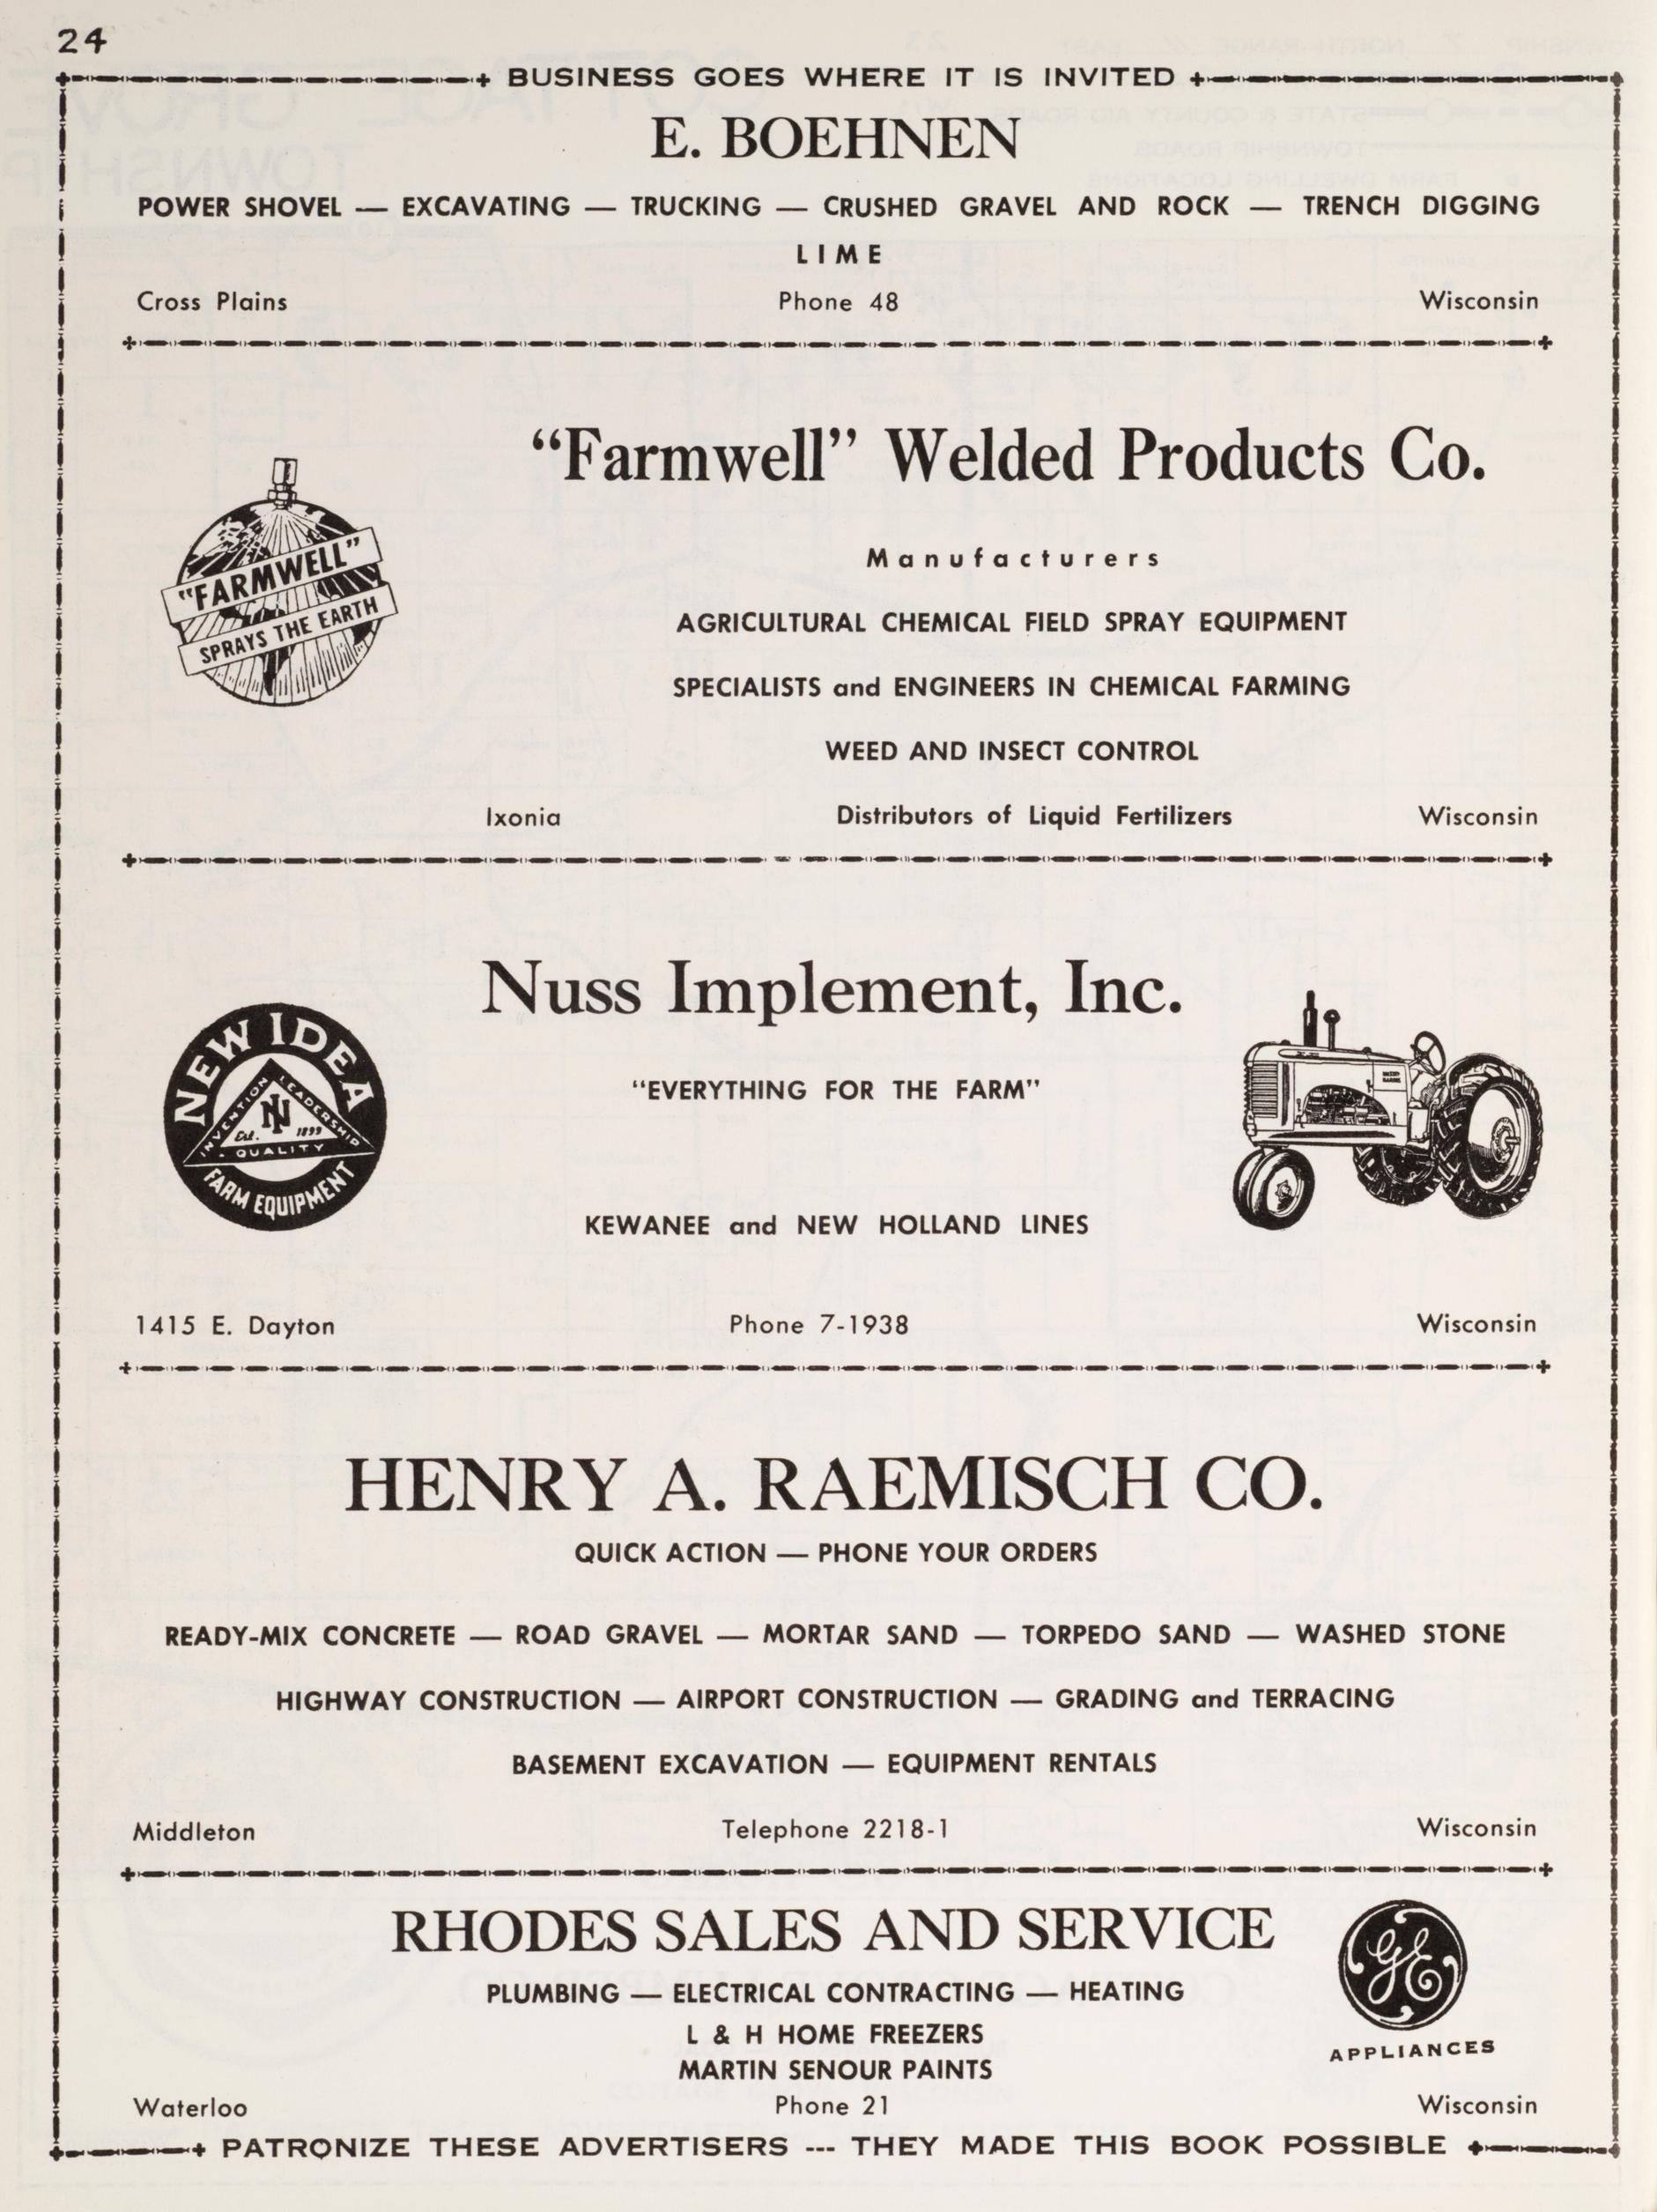 24
BUSINESS GOES WHERE IT IS INVITED
E. BOEHNEN
POWER SHOVEL — EXCAVATING — TRUCKING — CRUSHED GRAVEL AND ROCK — TRENCH DIGGING
LIME
Cross Plains Phone 48 Wisconsin
"Farmwell" Welded Products Co.
"FARMWELL"
SPRAYS THE EARTH
Manufacturers
AGRICULTURAL CHEMICAL FIELD SPRAY EQUIPMENT
SPECIALISTS and ENGINEERS IN CHEMICAL FARMING
WEED AND INSECT CONTROL
Ixonia Distributors of Liquid Fertilizers Wisconsin
Nuss Implement, Inc.
NEW IDEA
INVENTION LEADERSHIP
NI
Est. 1899
QUALITY
FARM EQUIPMENT
"EVERYTHING FOR THE FARM"
KEWANEE and NEW HOLLAND LINES
1415 E. Dayton Phone 7-1938 Wisconsin
HENRY A. RAEMISCH CO.
QUICK ACTION — PHONE YOUR ORDERS
READY-MIX CONCRETE — ROAD GRAVEL — MORTAR SAND — TORPEDO SAND — WASHED STONE
HIGHWAY CONSTRUCTION — AIRPORT CONSTRUCTION — GRADING and TERRACING
BASEMENT EXCAVATION — EQUIPMENT RENTALS
Middleton Telephone 2218-1 Wisconsin
RHODES SALES AND SERVICE
PLUMBING — ELECTRICAL CONTRACTING — HEATING
L & H HOME FREEZERS
MARTIN SENOUR PAINTS
GE
APPLIANCES
Waterloo Phone 21 Wisconsin
PATRONIZE THESE ADVERTISERS --- THEY MADE THIS BOOK POSSIBLE